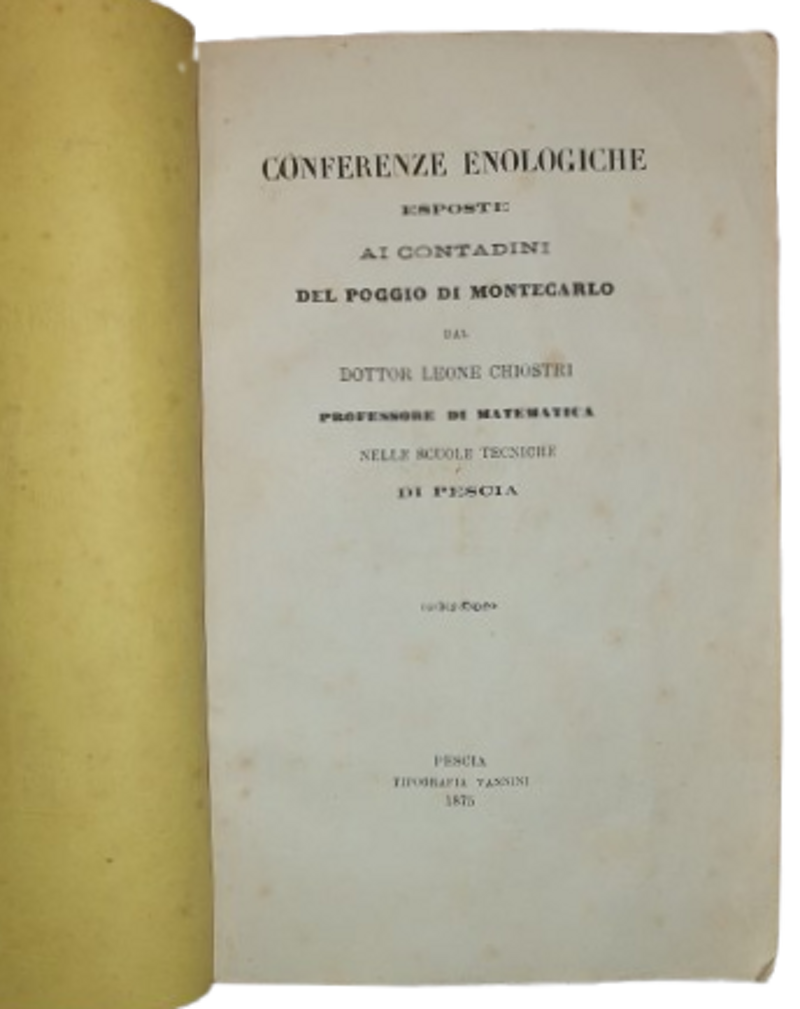 CONFERENZE ENOLOGICHE
ESPOSTE
AI CONTADINI
DEL POGGIO DI MONTECARLO
DAL
DOTTOR LEONE CHIOSTRI
PROFESSORE DI MATEMATICA
NELLE SCUOLE TECNICHE
DI PESCIA
PESCIA
TIPOGRAFIA VANNINI
1875